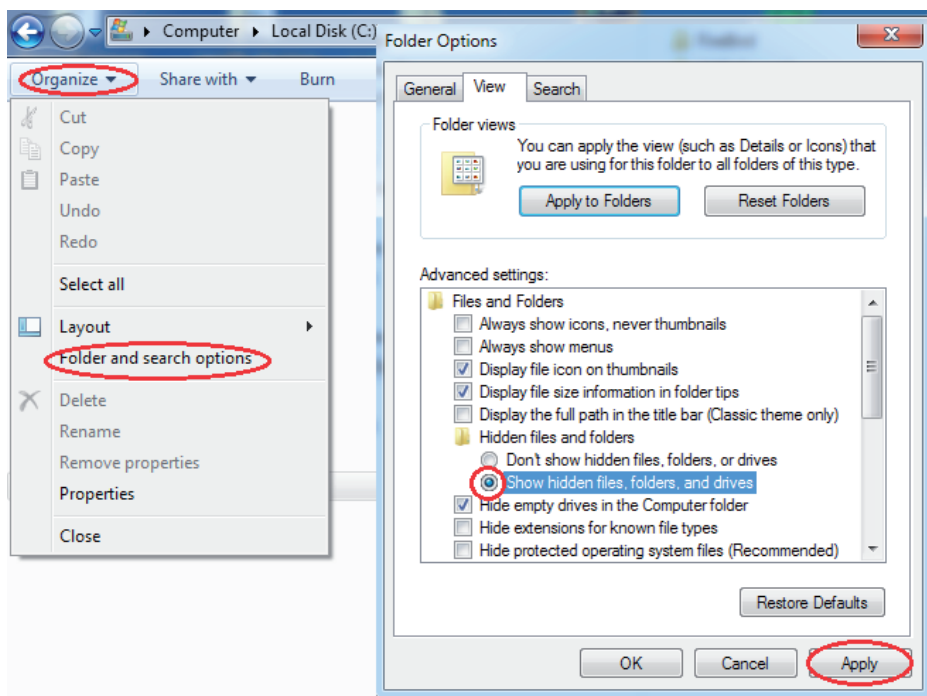 Computer Local Disk (C:)
Organize Share with Burn
Cut
Copy
Paste
Undo
Redo
Select all
Layout
Folder and search options
Delete
Rename
Remove properties
Properties
Close
Folder Options
General View Search
Folder views
You can apply the view (such as Details or Icons) that
you are using for this folder to all folders of this type.
Apply to Folders Reset Folders
Advanced settings:
Files and Folders
Always show icons, never thumbnails
Always show menus
Display file icon on thumbnails
Display file size information in folder tips
Display the full path in the title bar (Classic theme only)
Hidden files and folders
Don't show hidden files, folders, or drives
Show hidden files, folders, and drives
Hide empty drives in the Computer folder
Hide extensions for known file types
Hide protected operating system files (Recommended)
Restore Defaults
OK Cancel Apply